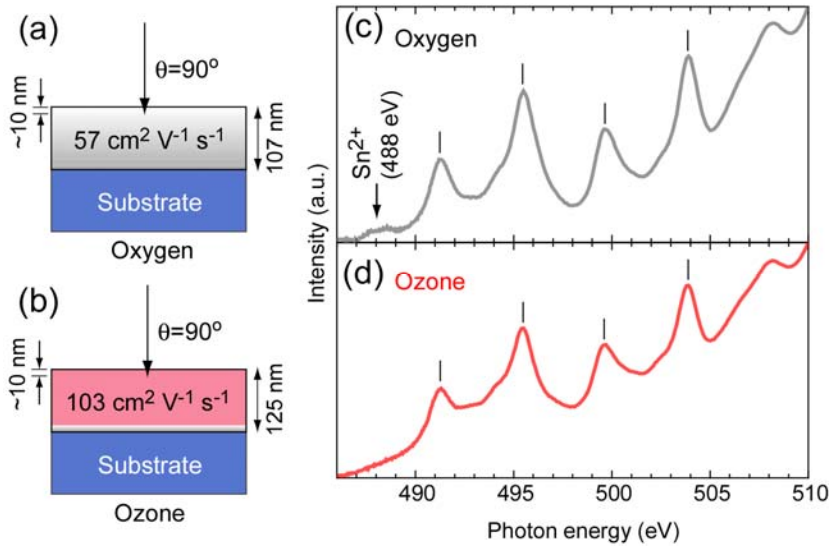 (a)
θ=90°
~10 nm
57 cm² V⁻¹ s⁻¹
107 nm
Substrate
Oxygen
(b)
θ=90°
~10 nm
103 cm² V⁻¹ s⁻¹
125 nm
Substrate
Ozone
(c) Oxygen
Sn²⁺
(488 eV)
Intensity (a.u.)
(d) Ozone
490 495 500 505 510
Photon energy (eV)